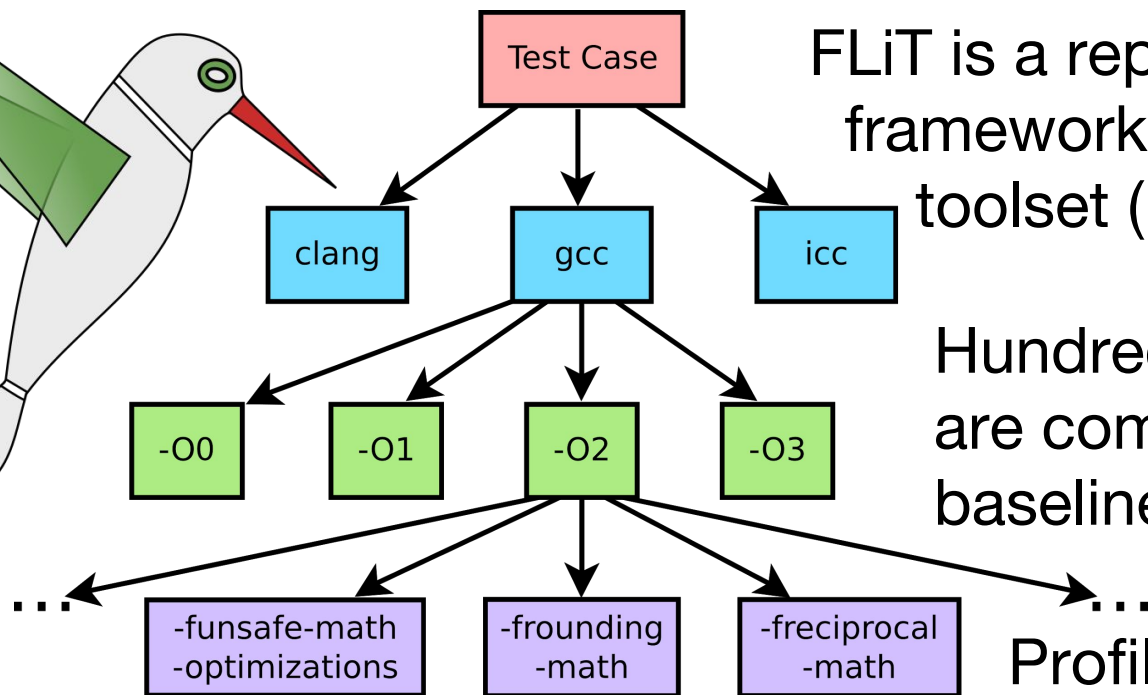 Test Case
FLiT is a rep
framework
toolset (
clang
gcc
icc
Hundre
are com
baseline
-O0
-O1
-O2
-O3
...
...
-funsafe-math
-optimizations
-frounding
-math
-freciprocal
-math
Profil